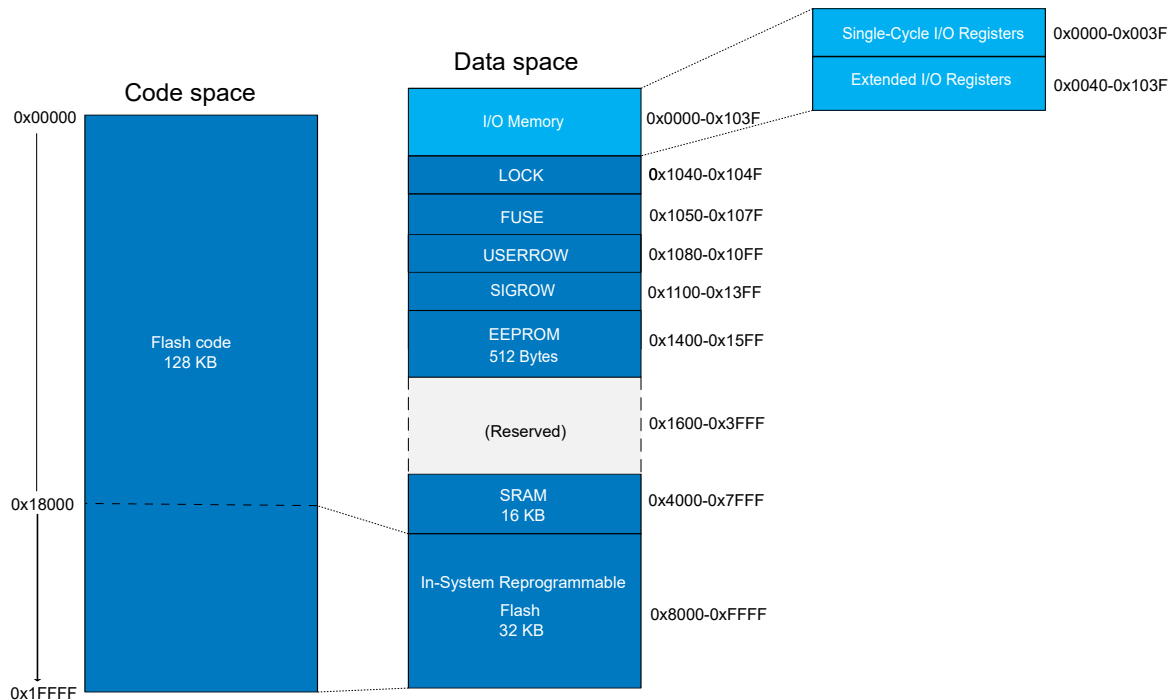 Code space
0x00000
Flash code
128 KB
0x18000
0x1FFFF
Data space
I/O Memory
0x0000-0x103F
LOCK
0x1040-0x104F
FUSE
0x1050-0x107F
USERROW
0x1080-0x10FF
SIGROW
0x1100-0x13FF
EEPROM
512 Bytes
0x1400-0x15FF
(Reserved)
0x1600-0x3FFF
SRAM
16 KB
0x4000-0x7FFF
In-System Reprogrammable
Flash
32 KB
0x8000-0xFFFF
Single-Cycle I/O Registers
0x0000-0x003F
Extended I/O Registers
0x0040-0x103F